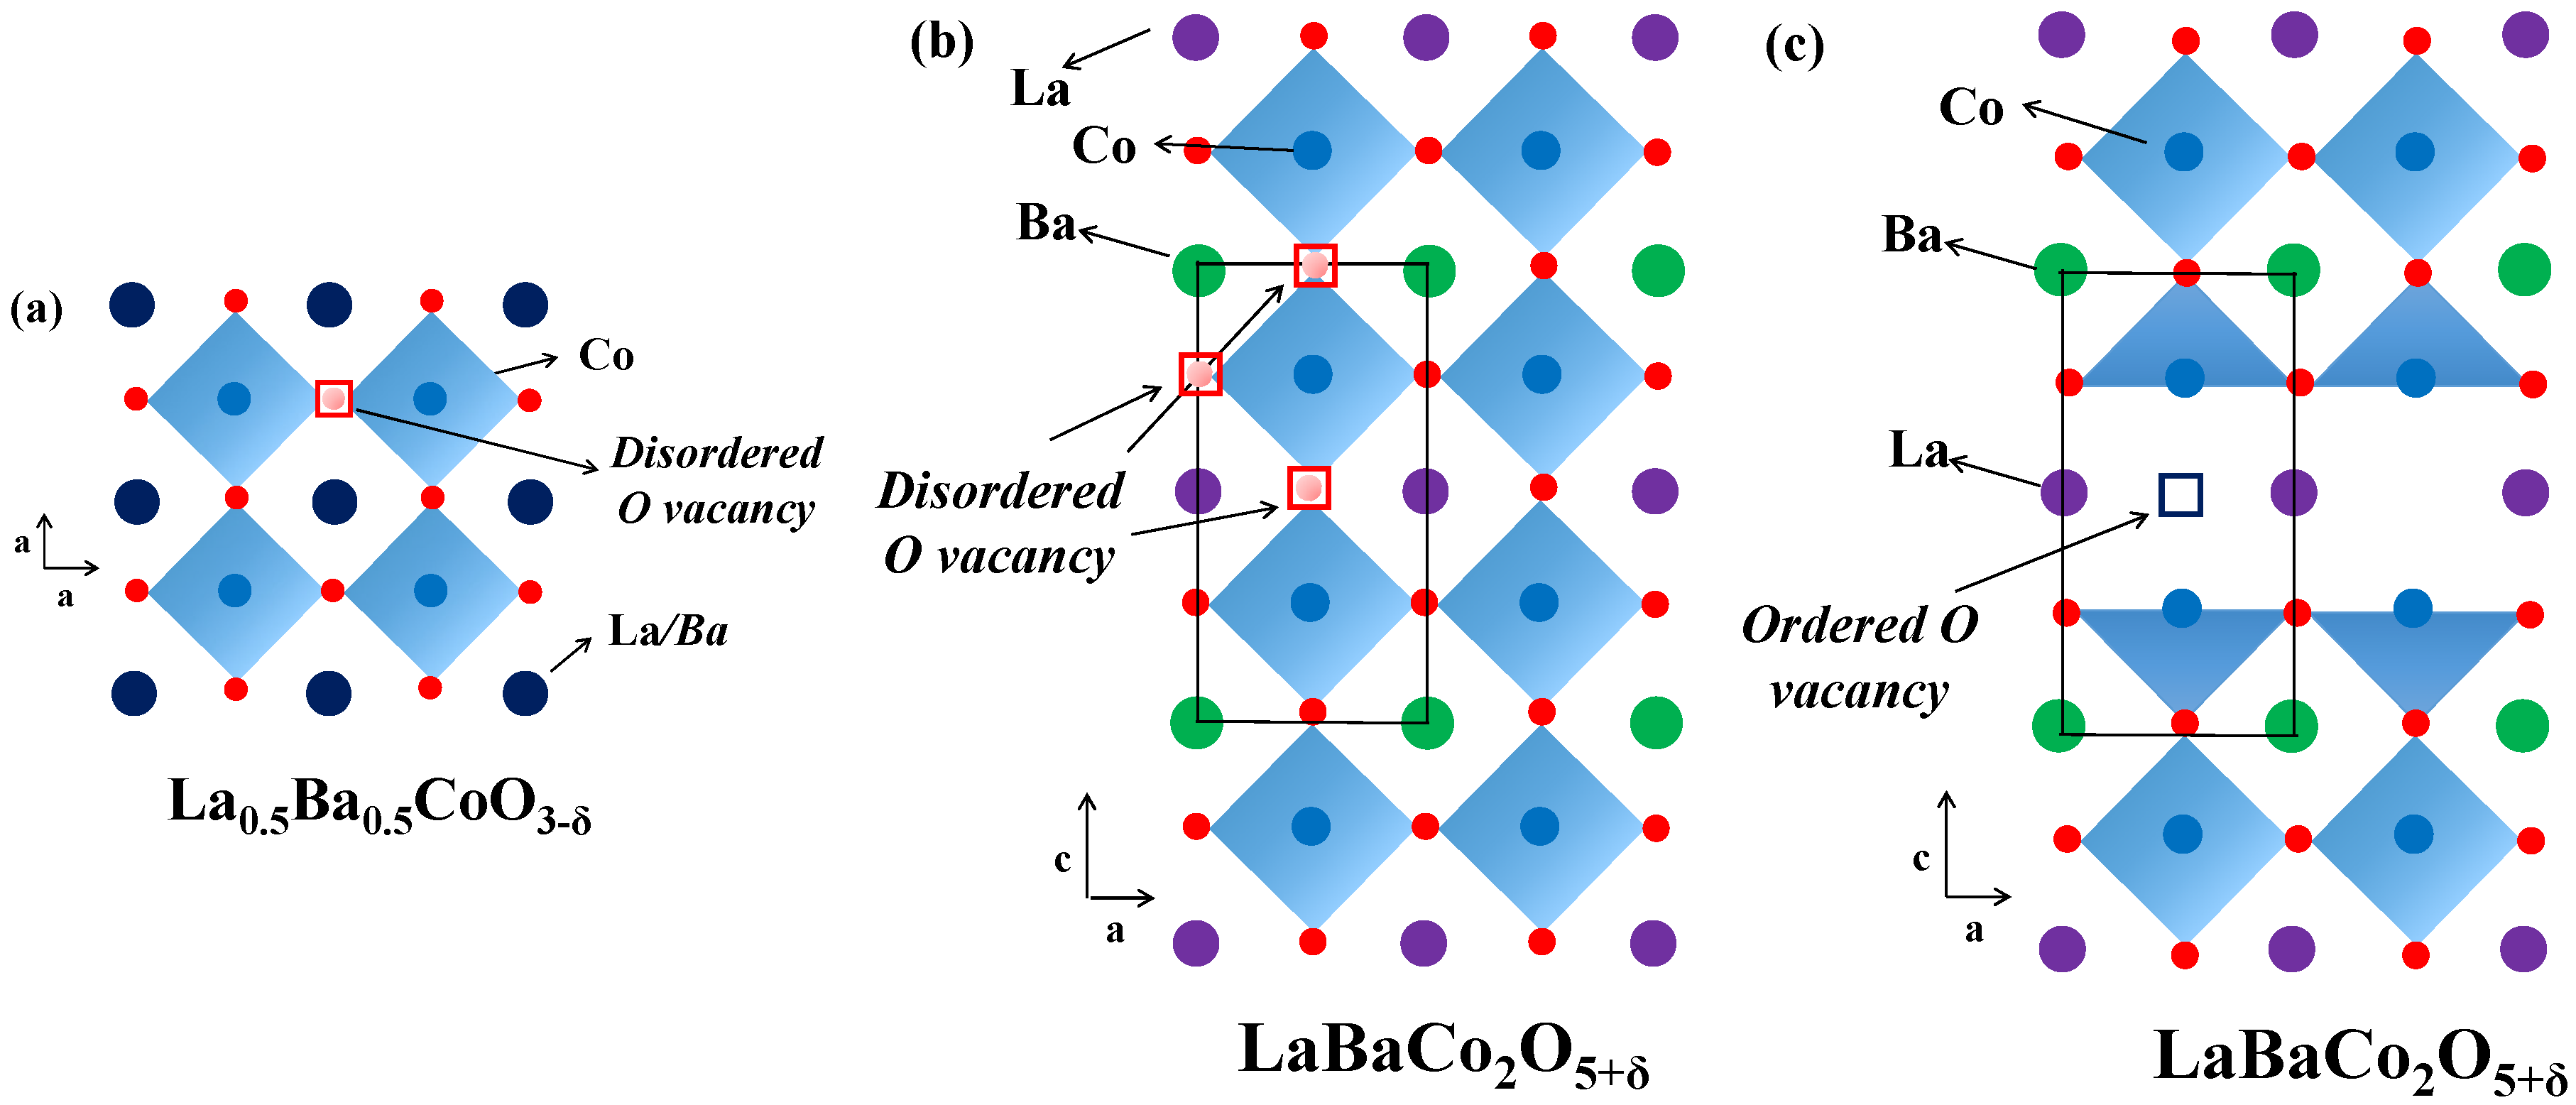 (a)
Co
Disordered
O vacancy
a
a
La/Ba
La₀.₅Ba₀.₅CoO₃₋δ
(b)
La
Co
Ba
Disordered
O vacancy
c
a
LaBaCo₂O₅₊δ
(c)
Co
Ba
La
Ordered O
vacancy
c
a
LaBaCo₂O₅₊δ